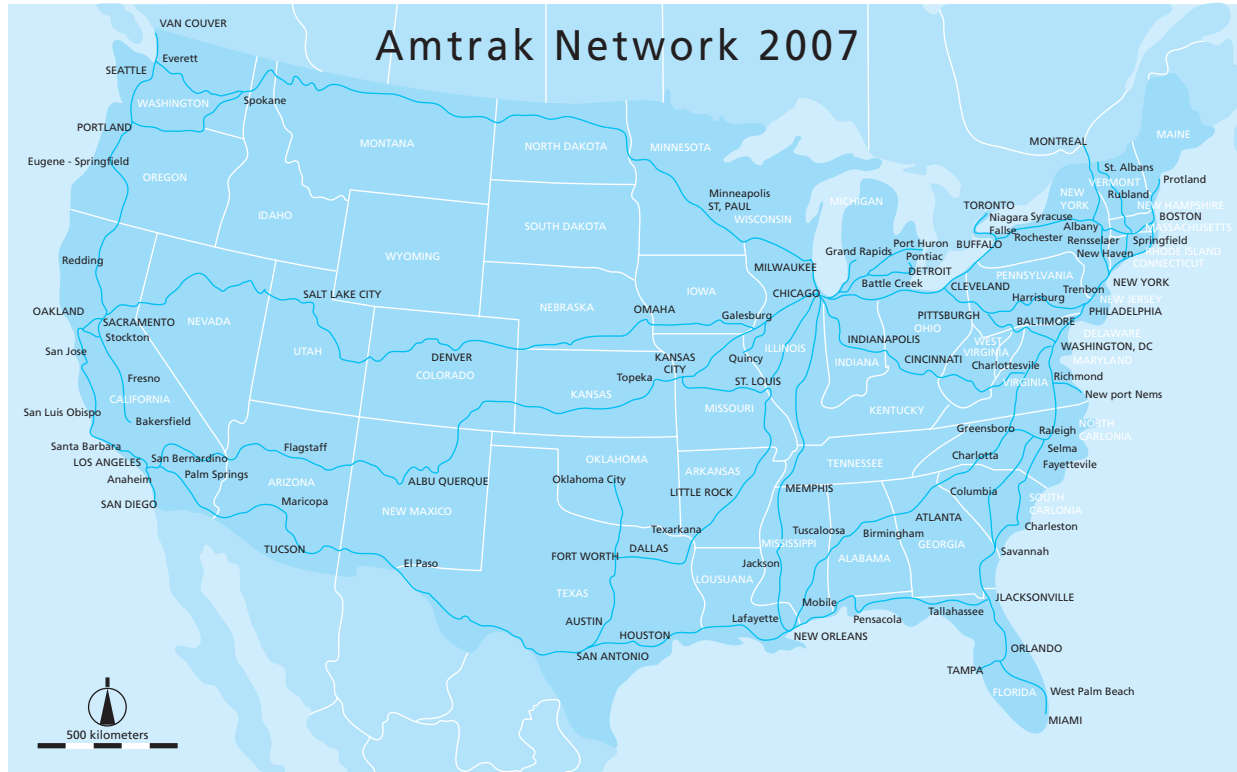 Amtrak Network 2007
VAN COUVER
Everett
SEATTLE
WASHINGTON
Spokane
PORTLAND
Eugene - Springfield
OREGON
IDAHO
MONTANA
NORTH DAKOTA
MINNESOTA
Minneapolis
ST, PAUL
WISCONSIN
SOUTH DAKOTA
WYOMING
MICHIGAN
MONTREAL
MAINE
St. Albans
VERMONT
Rubland
Protland
NEW
YORK
NEW HAMPSHIRE
BOSTON
MASSACHUSETTS
TORONTO
Niagara
Fallse
Syracuse
Albany
Rochester
Rensselaer
Springfield
BUFFALO
New Haven
RHODE ISLAND
CONNECTICUT
Grand Rapids
Port Huron
Pontiac
DETROIT
Battle Creek
MILWAUKEE
CHICAGO
CLEVELAND
PENNSYLVANIA
Harrisburg
Trenbon
NEW YORK
NEW JERSEY
PHILADELPHIA
Redding
OAKLAND
SACRAMENTO
Stockton
NEVADA
SALT LAKE CITY
UTAH
San Jose
Fresno
CALIFORNIA
San Luis Obispo
Bakersfield
NEBRASKA
IOWA
OMAHA
Galesburg
DENVER
COLORADO
KANSAS
CITY
Topeka
KANSAS
Quincy
ILLINOIS
ST. LOUIS
MISSOURI
INDIANAPOLIS
INDIANA
OHIO
PITTSBURGH
CINCINNATI
WEST
VIRGINIA
BALTIMORE
DELAWARE
WASHINGTON, DC
MARYLAND
Charlottesville
VIRGINIA
Richmond
New port Nems
KENTUCKY
Greensboro
Raleigh
NORTH
CARLONIA
Selma
Fayettevile
Charlotta
Santa Barbara
LOS ANGELES
San Bernardino
Anaheim
Palm Springs
SAN DIEGO
Flagstaff
ARIZONA
Maricopa
TUCSON
ALBU QUERQUE
NEW MAXICO
El Paso
OKLAHOMA
Oklahoma City
ARKANSAS
LITTLE ROCK
Texarkana
TENNESSEE
MEMPHIS
Columbia
SOUTH
CARLONIA
ATLANTA
Charleston
Tuscaloosa
Birmingham
MISSISSIPPI
ALABAMA
GEORGIA
Savannah
FORT WORTH
DALLAS
TEXAS
AUSTIN
HOUSTON
SAN ANTONIO
LOUSUANA
Jackson
Lafayette
Mobile
NEW ORLEANS
Pensacola
Tallahassee
JLACKSONVILLE
ORLANDO
TAMPA
FLORIDA
West Palm Beach
MIAMI
500 kilometers